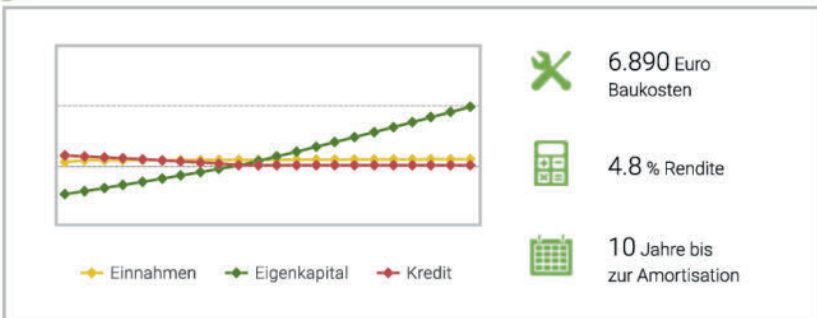 6.890 Euro
Baukosten
4.8 % Rendite
10 Jahre bis
zur Amortisation
Einnahmen
Eigenkapital
Kredit